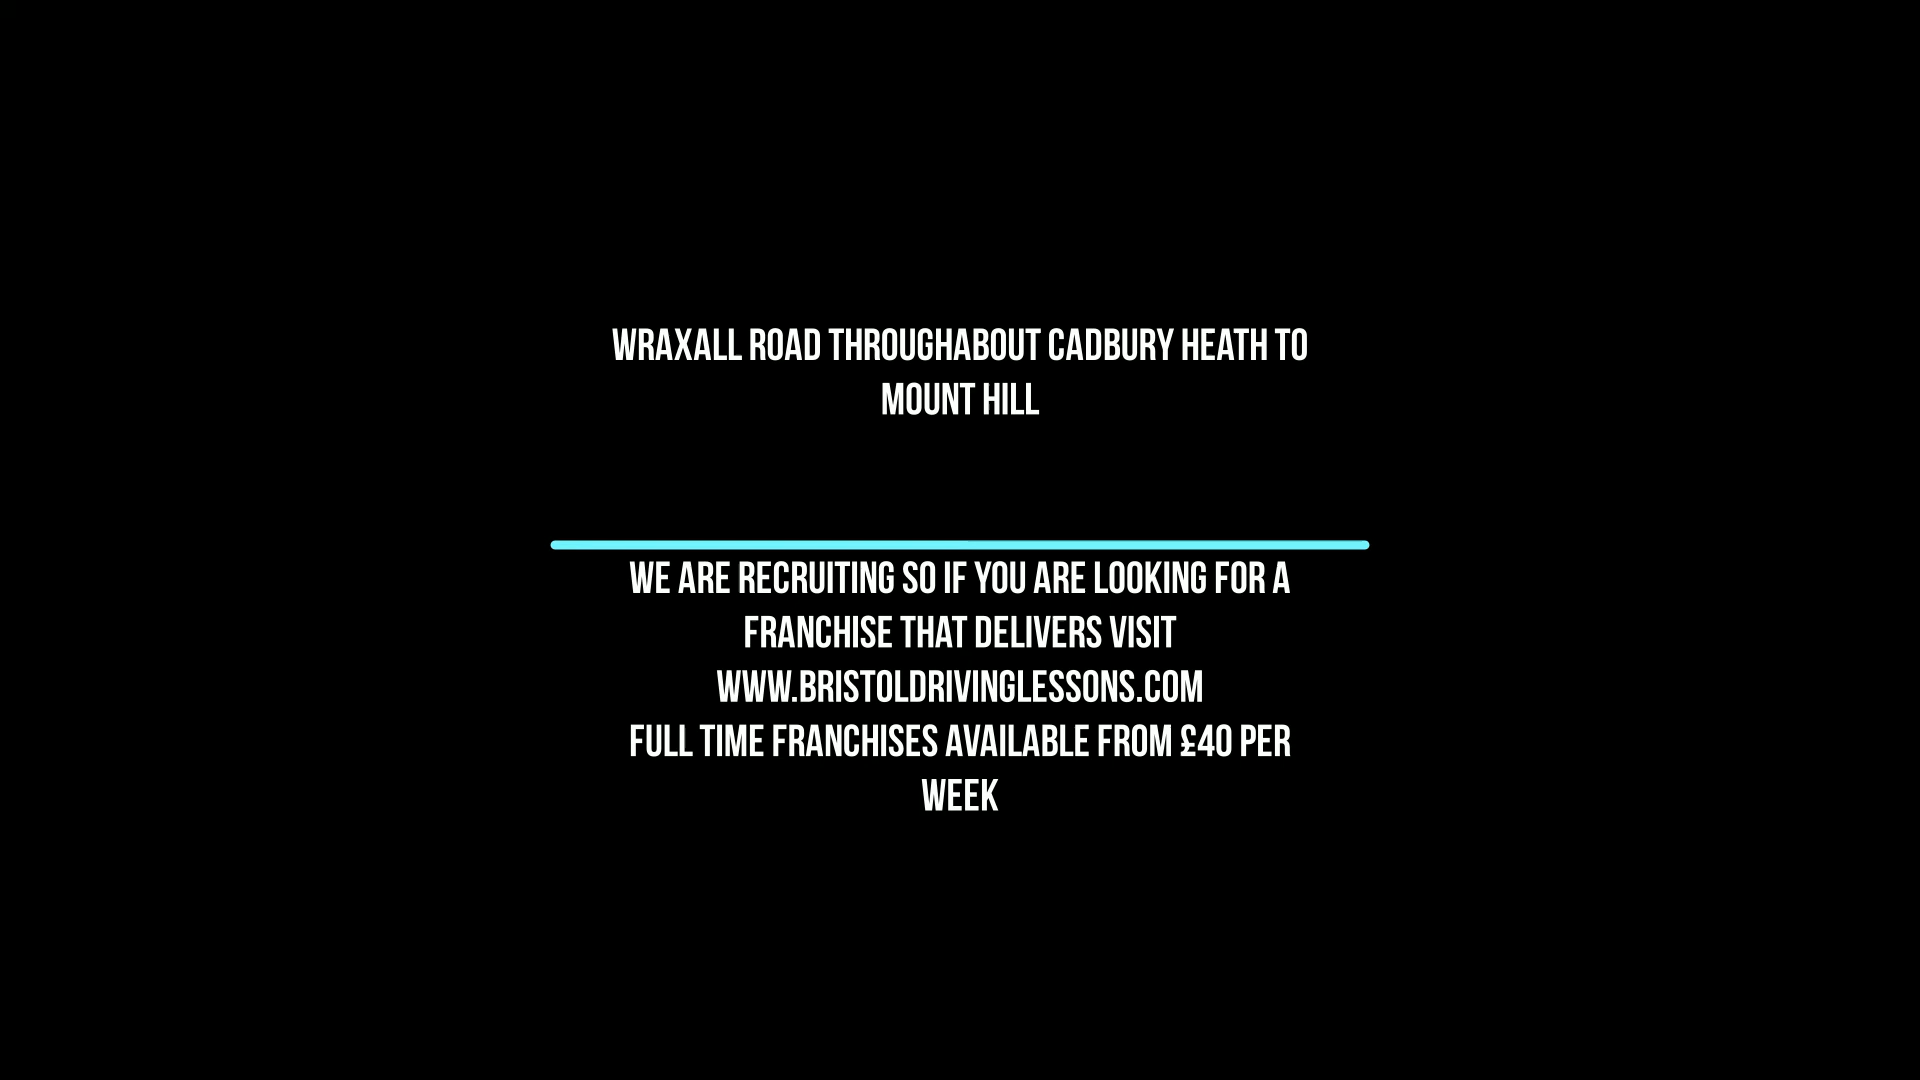 WRAXALL ROAD THROUGHABOUT CADBURY HEATH TO
MOUNT HILL
WE ARE RECRUITING SO IF YOU ARE LOOKING FOR A
FRANCHISE THAT DELIVERS VISIT
WWW.BRISTOLDRIVINGLESSONS.COM
FULL TIME FRANCHISES AVAILABLE FROM £40 PER
WEEK